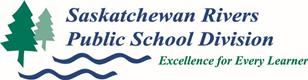 Saskatchewan Rivers
Public School Division
Excellence for Every Learner